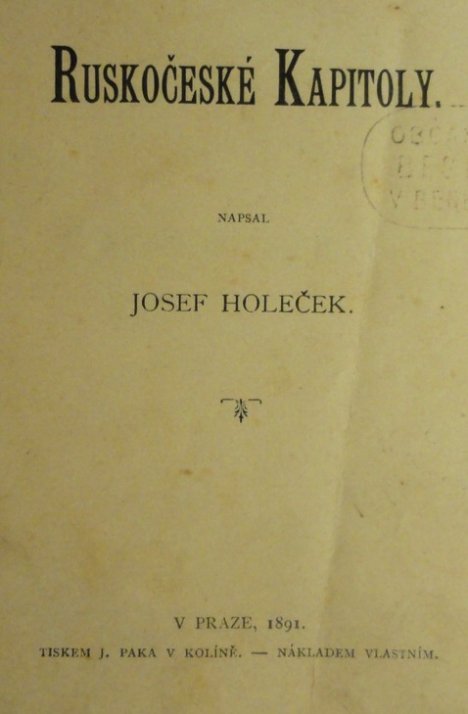 RUSKOČESKÉ KAPITOLY.
NAPSAL
JOSEF HOLEČEK.
V PRAZE, 1891.
TISKEM J. PAKA V KOLÍNĚ. — NÁKLADEM VLASTNÍM.